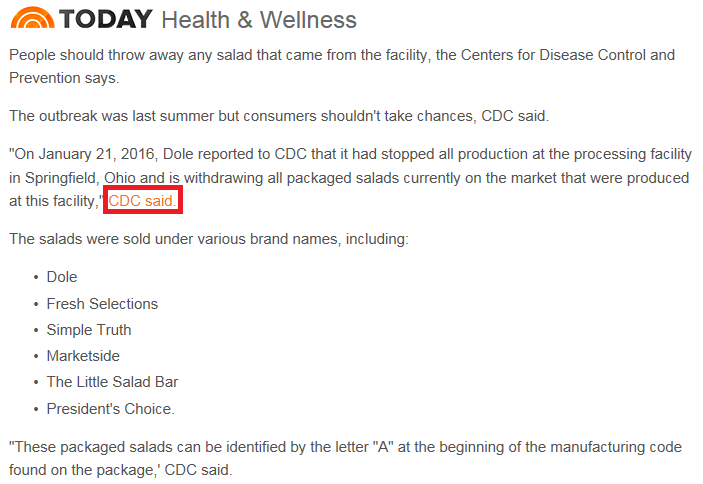 TODAY Health & Wellness
People should throw away any salad that came from the facility, the Centers for Disease Control and
Prevention says.
The outbreak was last summer but consumers shouldn't take chances, CDC said.
"On January 21, 2016, Dole reported to CDC that it had stopped all production at the processing facility
in Springfield, Ohio and is withdrawing all packaged salads currently on the market that were produced
at this facility," CDC said.
The salads were sold under various brand names, including:
• Dole
• Fresh Selections
• Simple Truth
• Marketside
• The Little Salad Bar
• President's Choice.
"These packaged salads can be identified by the letter "A" at the beginning of the manufacturing code
found on the package,' CDC said.